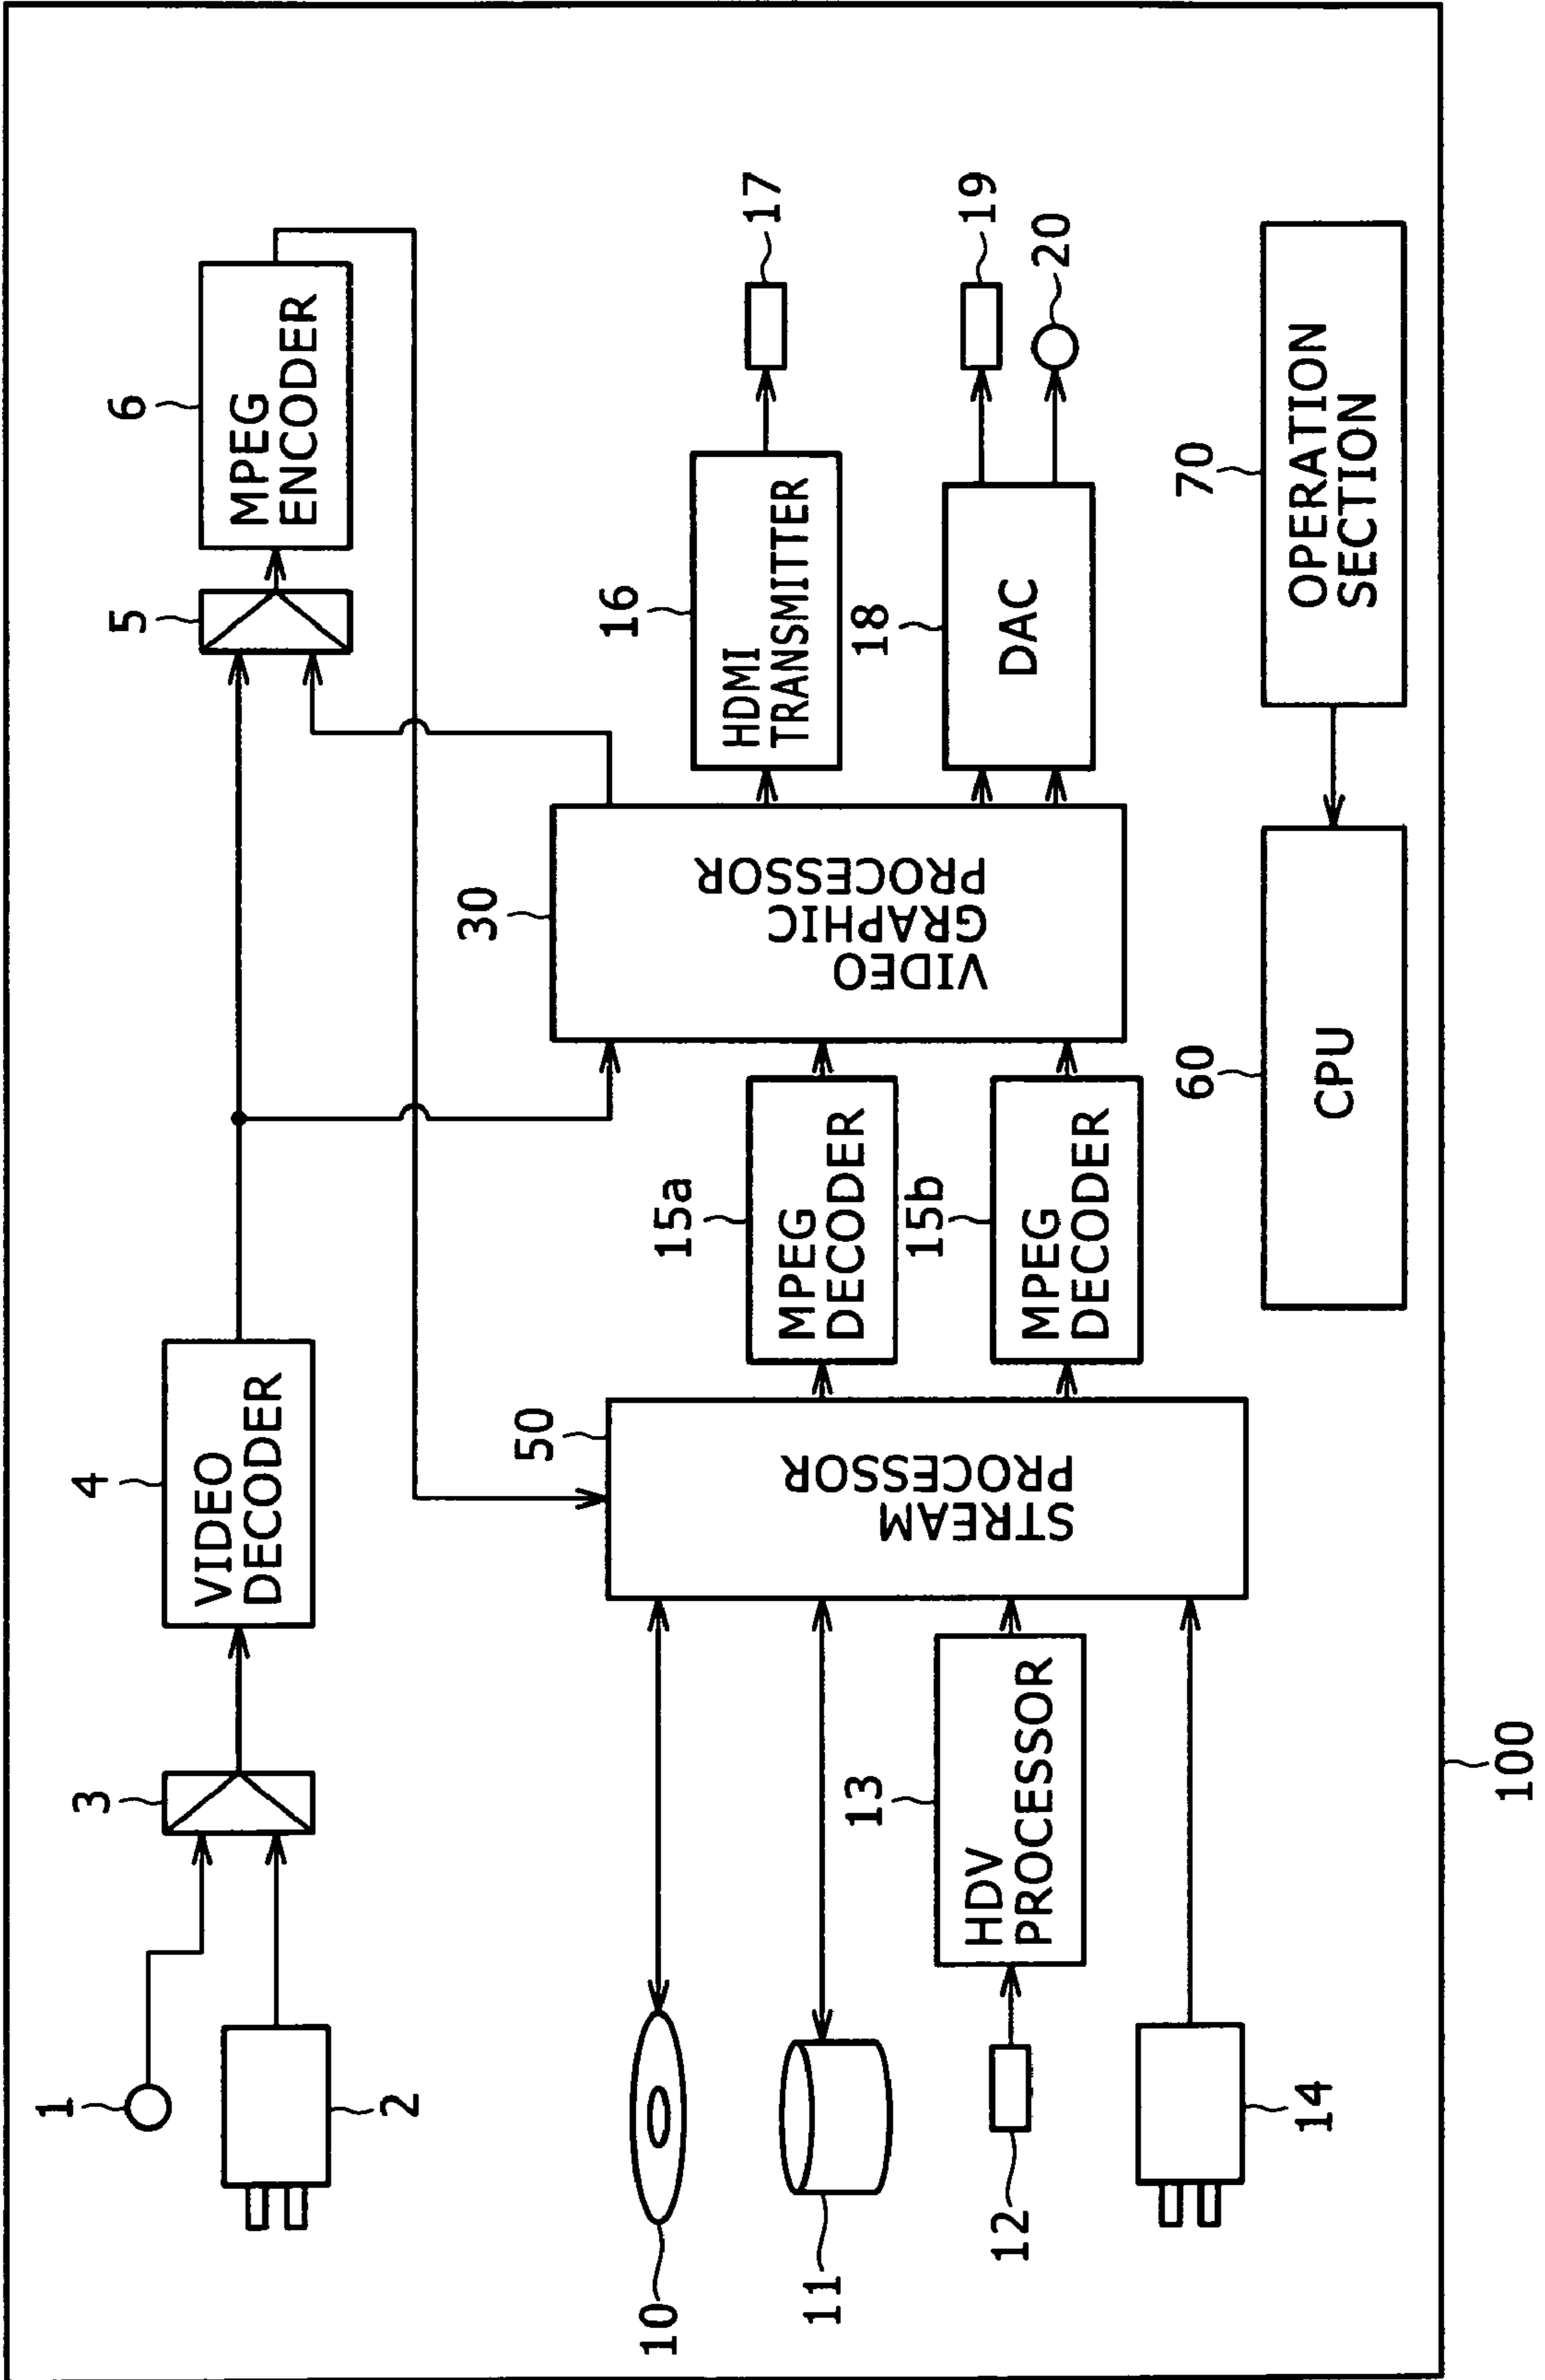 1
2
3
4
VIDEO
DECODER
5
6
MPEG
ENCODER
10
11
12
13
HDV
PROCESSOR
14
50
STREAM
PROCESSOR
15a
MPEG
DECODER
15b
MPEG
DECODER
30
VIDEO
GRAPHIC
PROCESSOR
16
HDMI
TRANSMITTER
17
18
DAC
19
20
60
CPU
70
OPERATION
SECTION
100